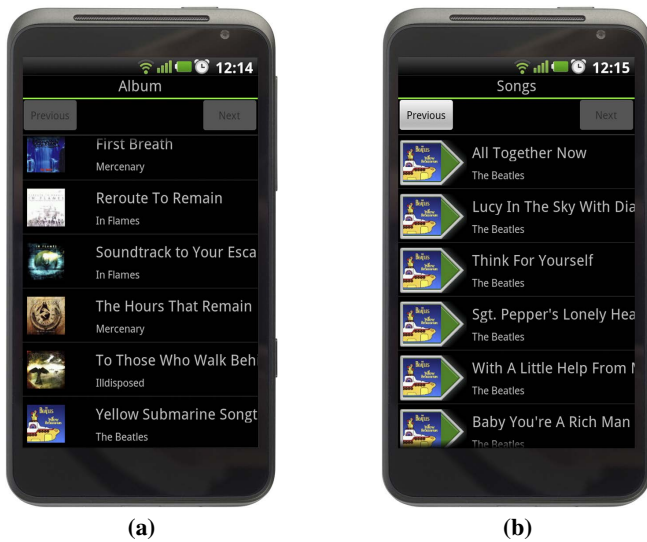 12:14
Album
Previous
Next
First Breath
Mercenary
Reroute To Remain
In Flames
Soundtrack to Your Esca
In Flames
The Hours That Remain
Mercenary
To Those Who Walk Behi
Illdisposed
Yellow Submarine Songt
The Beatles
(a)
12:15
Songs
Previous
Next
All Together Now
The Beatles
Lucy In The Sky With Dia
The Beatles
Think For Yourself
The Beatles
Sgt. Pepper's Lonely Hea
The Beatles
With A Little Help From
The Beatles
Baby You're A Rich Man
The Beatles
(b)